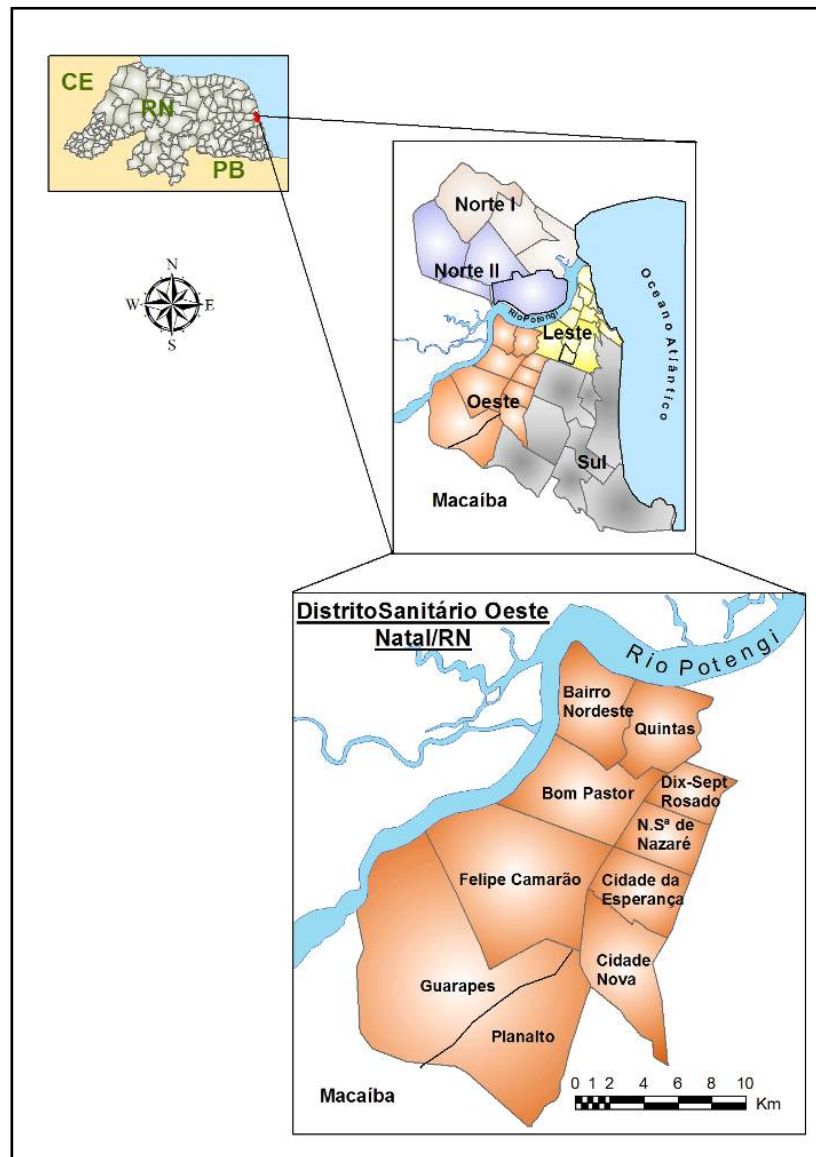 CE
RN
PB
N
W
E
S
Norte I
Norte II
Rio Potengi
Leste
Oeste
Sul
Oceano Atlântico
Macaíba
DistritoSanitário Oeste
Natal/RN
Rio Potengi
Bairro
Nordeste
Quintas
Bom Pastor
Dix-Sept
Rosado
N.Sª de
Nazaré
Felipe Camarão
Cidade da
Esperança
Cidade
Nova
Guarapes
Planalto
Macaíba
0 1 2 4 6 8 10
Km